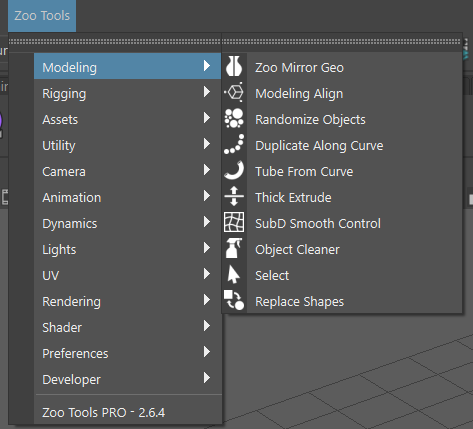 Zoo Tools
Modeling
Rigging
Assets
Utility
Camera
Animation
Dynamics
Lights
UV
Rendering
Shader
Preferences
Developer
Zoo Tools PRO - 2.6.4
Zoo Mirror Geo
Modeling Align
Randomize Objects
Duplicate Along Curve
Tube From Curve
Thick Extrude
SubD Smooth Control
Object Cleaner
Select
Replace Shapes